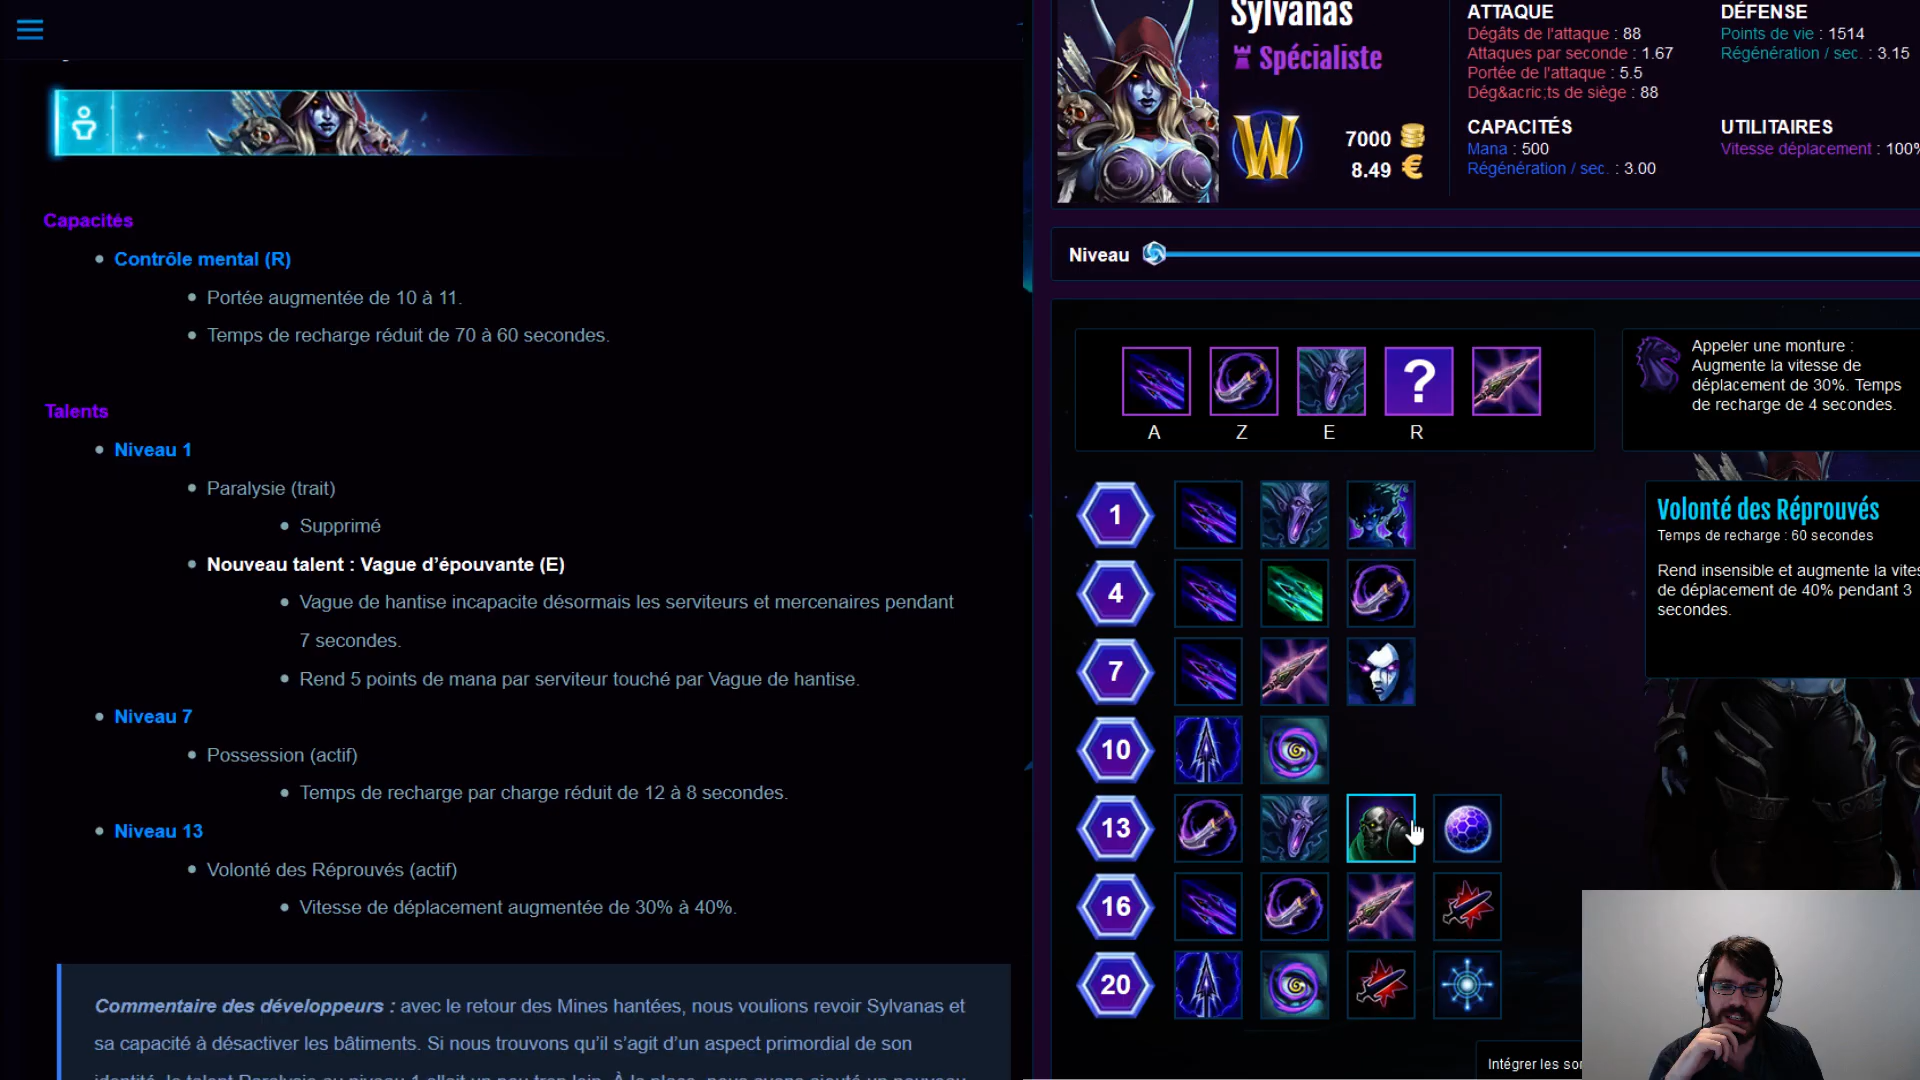 Capacités
Contrôle mental (R)
Portée augmentée de 10 à 11.
Temps de recharge réduit de 70 à 60 secondes.
Talents
Niveau 1
Paralysie (trait)
Supprimé
Nouveau talent : Vague d'épouvante (E)
Vague de hantise incapacite désormais les serviteurs et mercenaires pendant
7 secondes.
Rend 5 points de mana par serviteur touché par Vague de hantise.
Niveau 7
Possession (actif)
Temps de recharge par charge réduit de 12 à 8 secondes.
Niveau 13
Volonté des Réprouvés (actif)
Vitesse de déplacement augmentée de 30% à 40%.
Commentaire des développeurs : avec le retour des Mines hantées, nous voulions revoir Sylvanas et
sa capacité à désactiver les bâtiments. Si nous trouvons qu'il s'agit d'un aspect primordial de son
Sylvanas
Spécialiste
W
7000
8.49 €
ATTAQUE
Dégâts de l'attaque : 88
Attaques par seconde : 1.67
Portée de l'attaque : 5.5
Dég&acric;ts de siège : 88
DÉFENSE
Points de vie : 1514
Régénération / sec. : 3.15
CAPACITÉS
Mana : 500
Régénération / sec. : 3.00
UTILITAIRES
Vitesse déplacement : 100%
Niveau
?
A Z E R
Appeler une monture :
Augmente la vitesse de
déplacement de 30%. Temps
de recharge de 4 secondes.
1
4
7
10
13
16
20
Volonté des Réprouvés
Temps de recharge : 60 secondes
Rend insensible et augmente la vites
de déplacement de 40% pendant 3
secondes.
Intégrer les sor